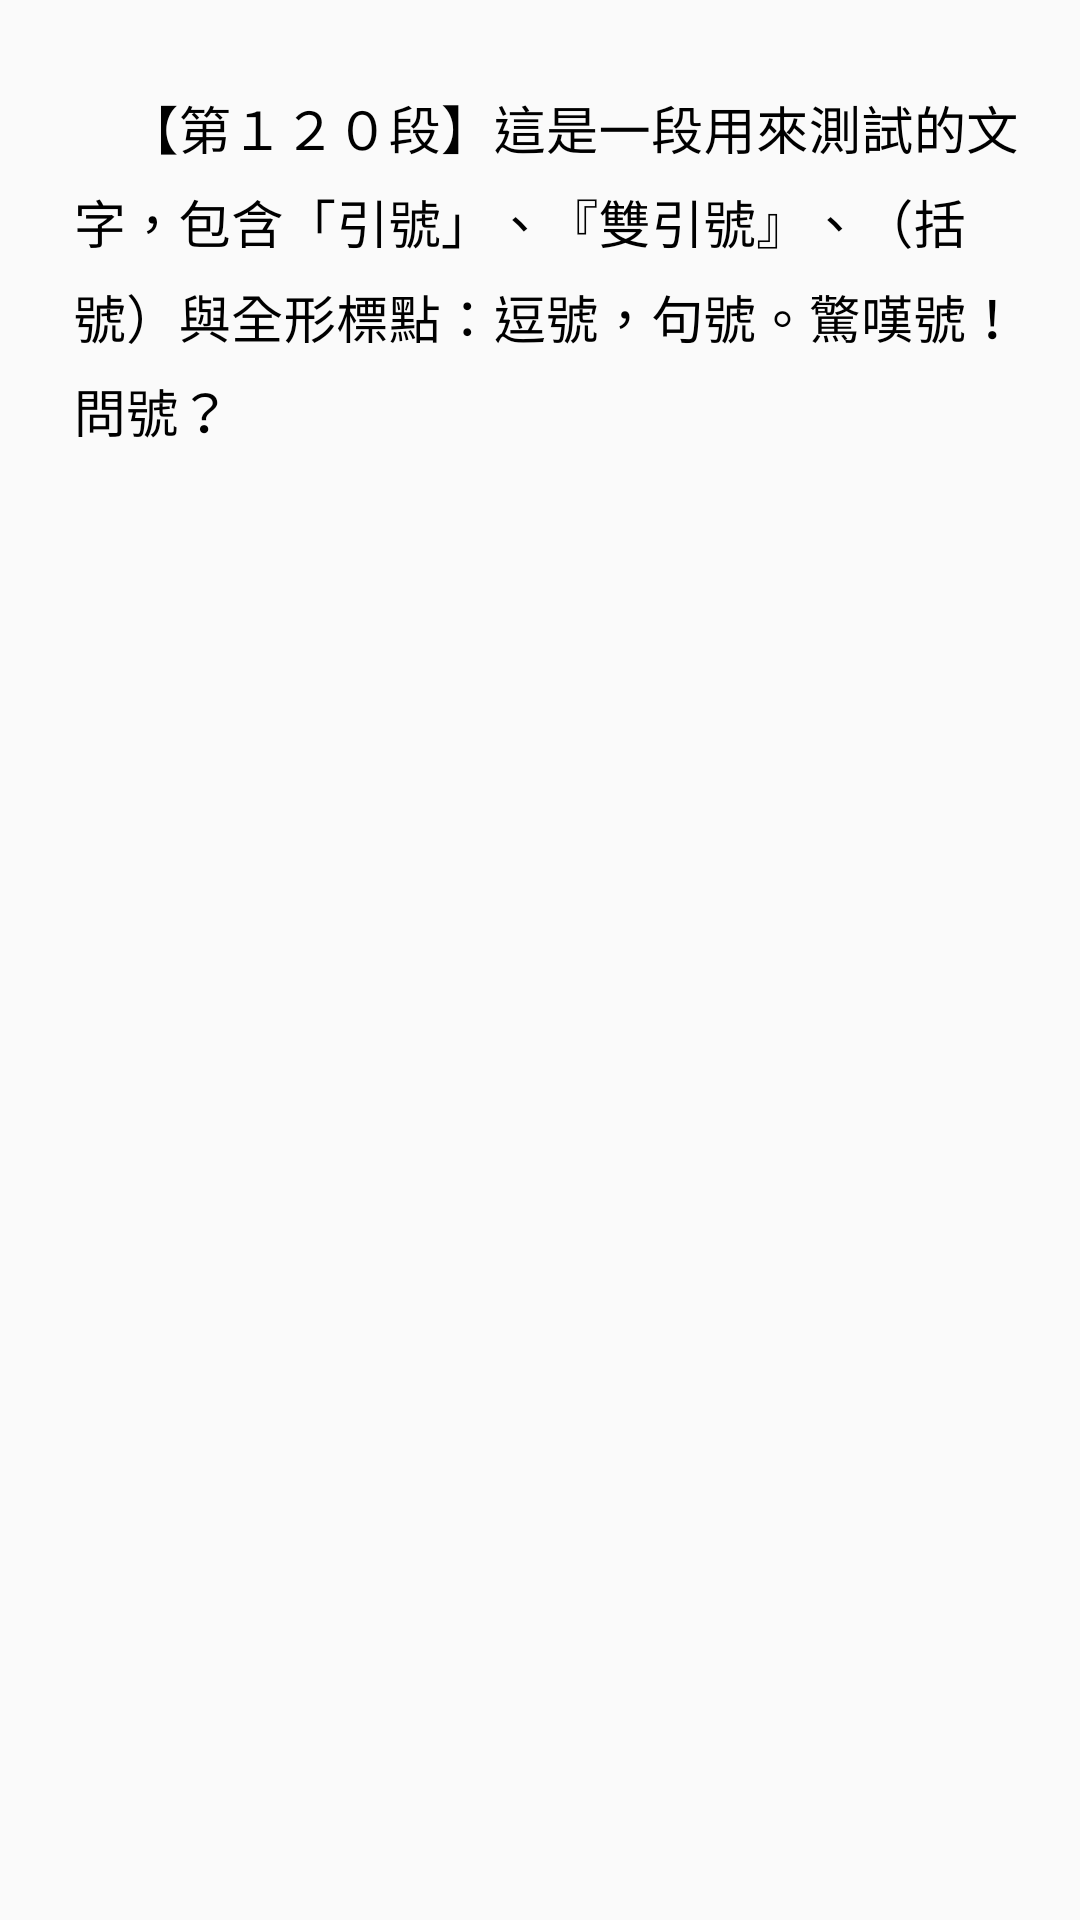 【第１２０段】這是一段用來測試的文
字，包含「引號」、『雙引號』、（括
號）與全形標點：逗號，句號。驚嘆號！
問號？